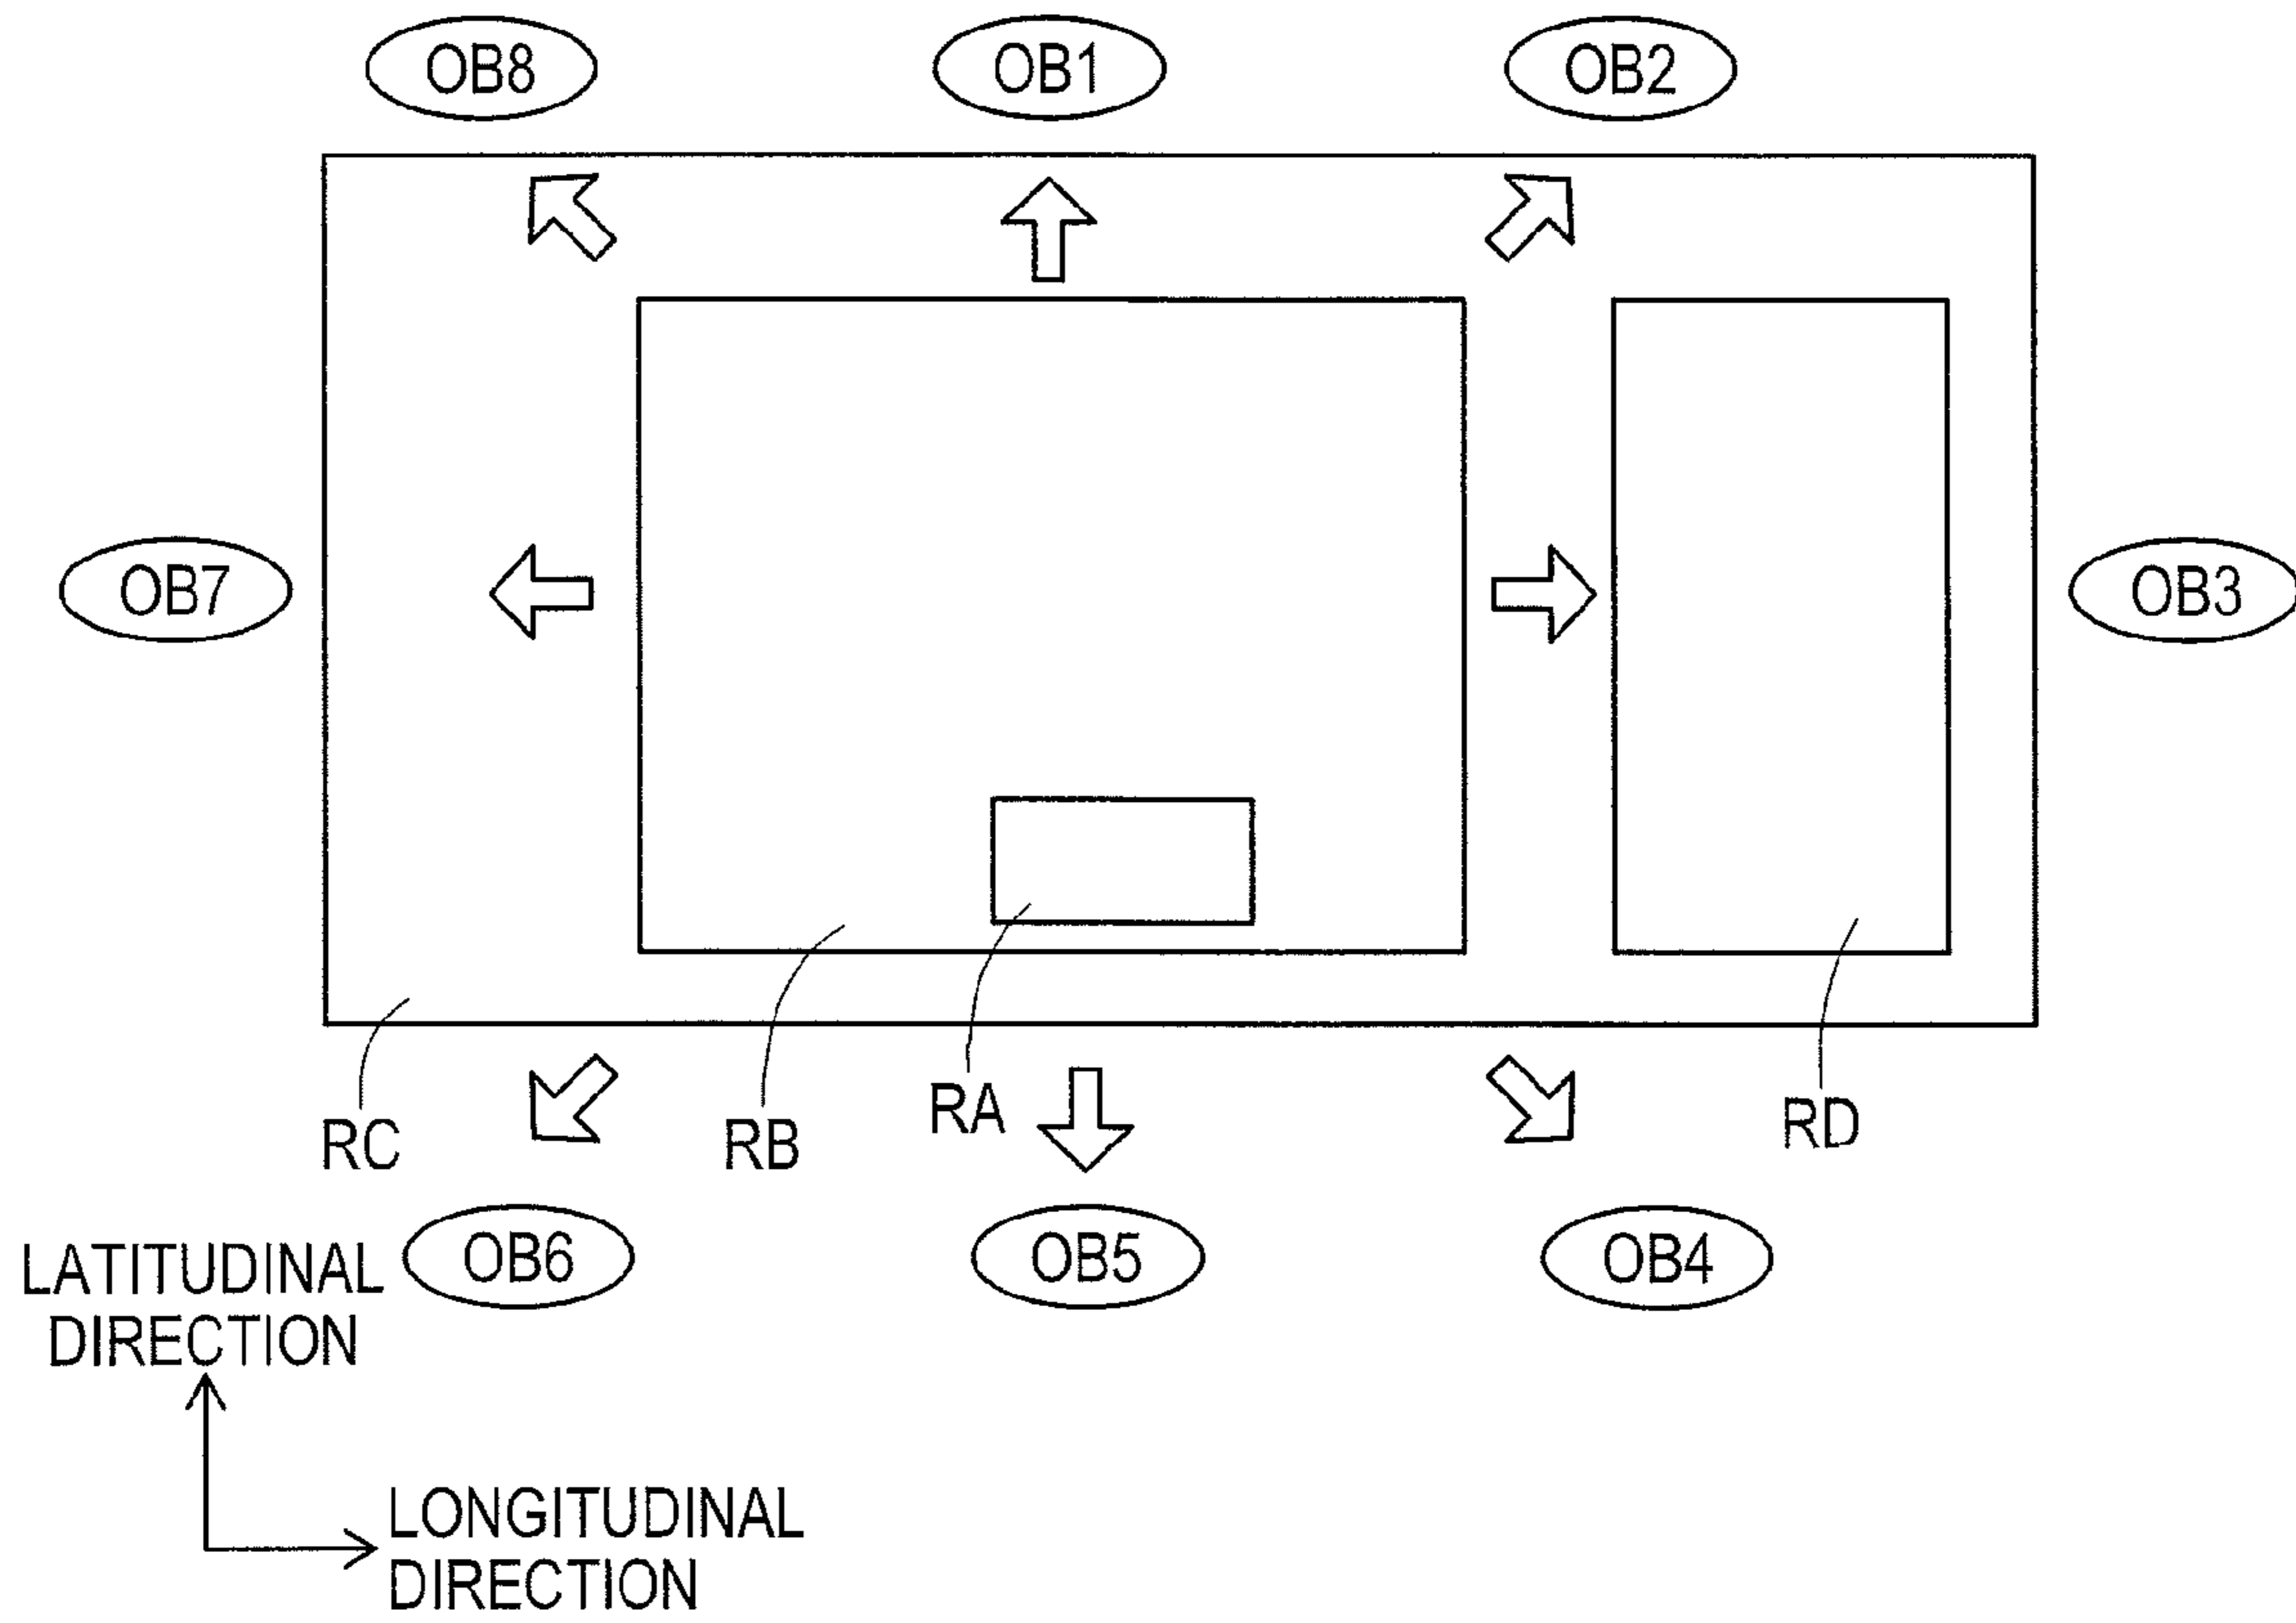 OB8
OB1
OB2
OB7
OB3
RC
RB
RA
RD
OB6
OB5
OB4
LATITUDINAL
DIRECTION
LONGITUDINAL
DIRECTION